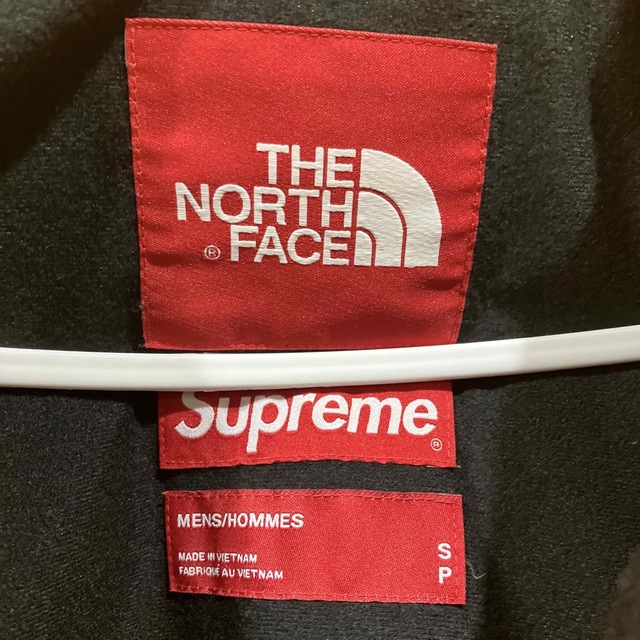 THE
NORTH
FACE
®
Supreme
®
MENS/HOMMES
MADE IN VIETNAM S
FABRIQUÉ AU VIETNAM P